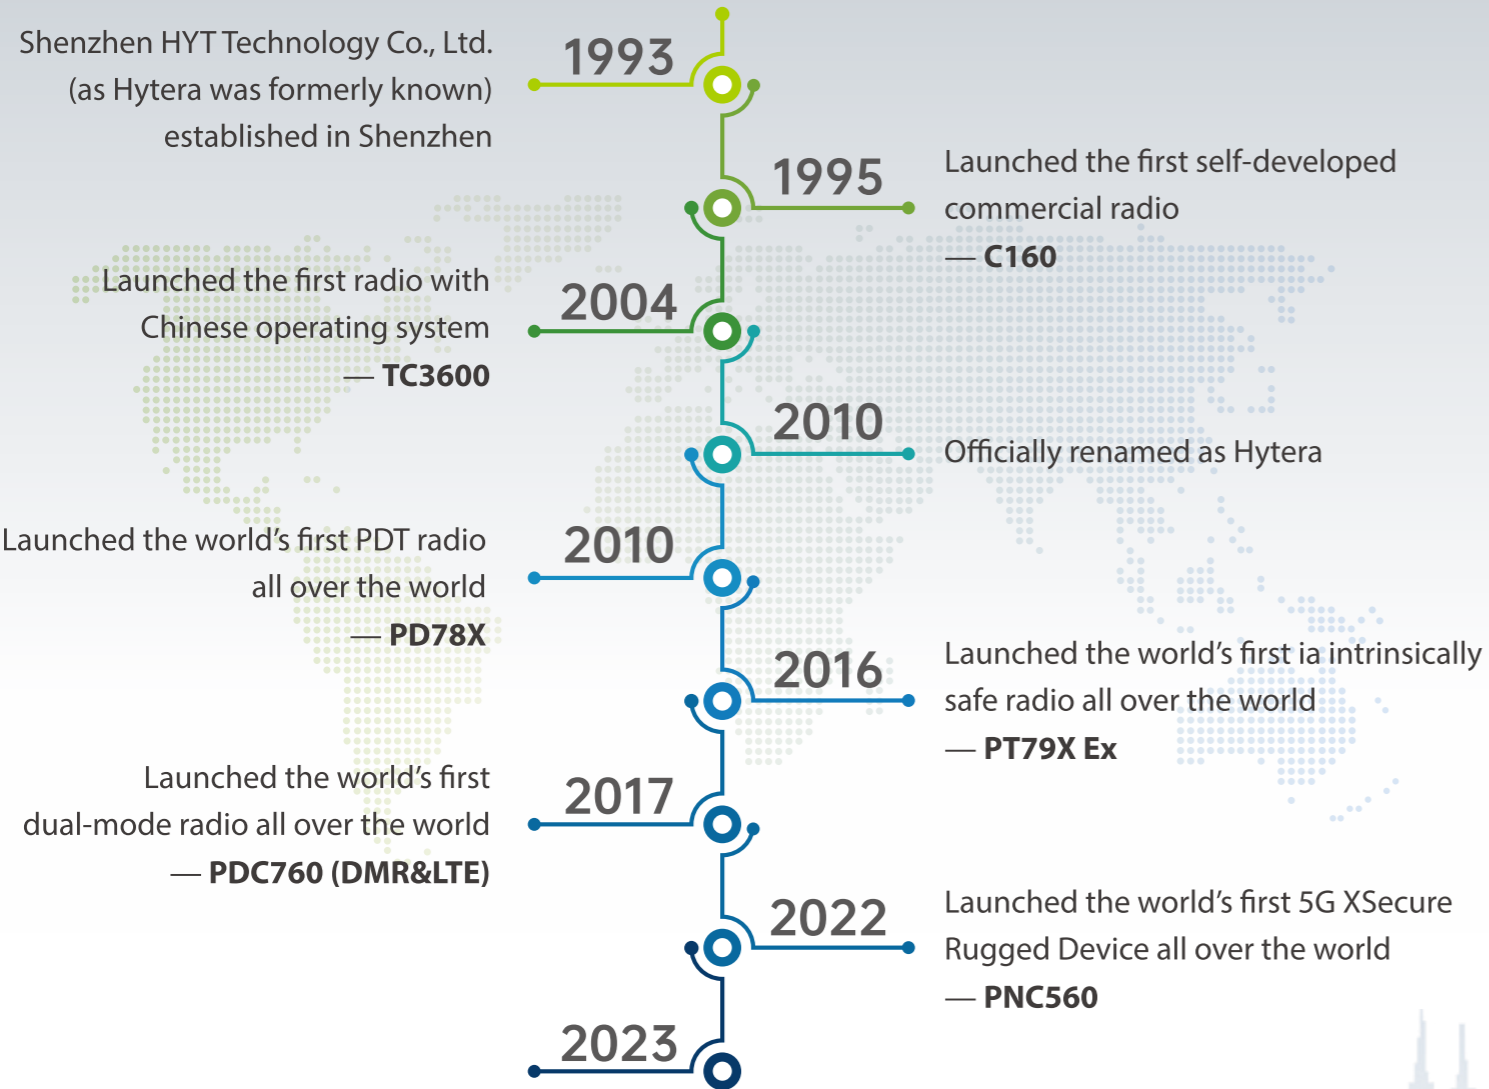 Shenzhen HYT Technology Co., Ltd.
(as Hytera was formerly known)
established in Shenzhen
1993
1995
Launched the first self-developed
commercial radio
— C160
Launched the first radio with
Chinese operating system
— TC3600
2004
2010
Officially renamed as Hytera
Launched the world's first PDT radio
all over the world
— PD78X
2010
2016
Launched the world's first ia intrinsically
safe radio all over the world
— PT79X Ex
Launched the world's first
dual-mode radio all over the world
— PDC760 (DMR&LTE)
2017
2022
Launched the world's first 5G XSecure
Rugged Device all over the world
— PNC560
2023